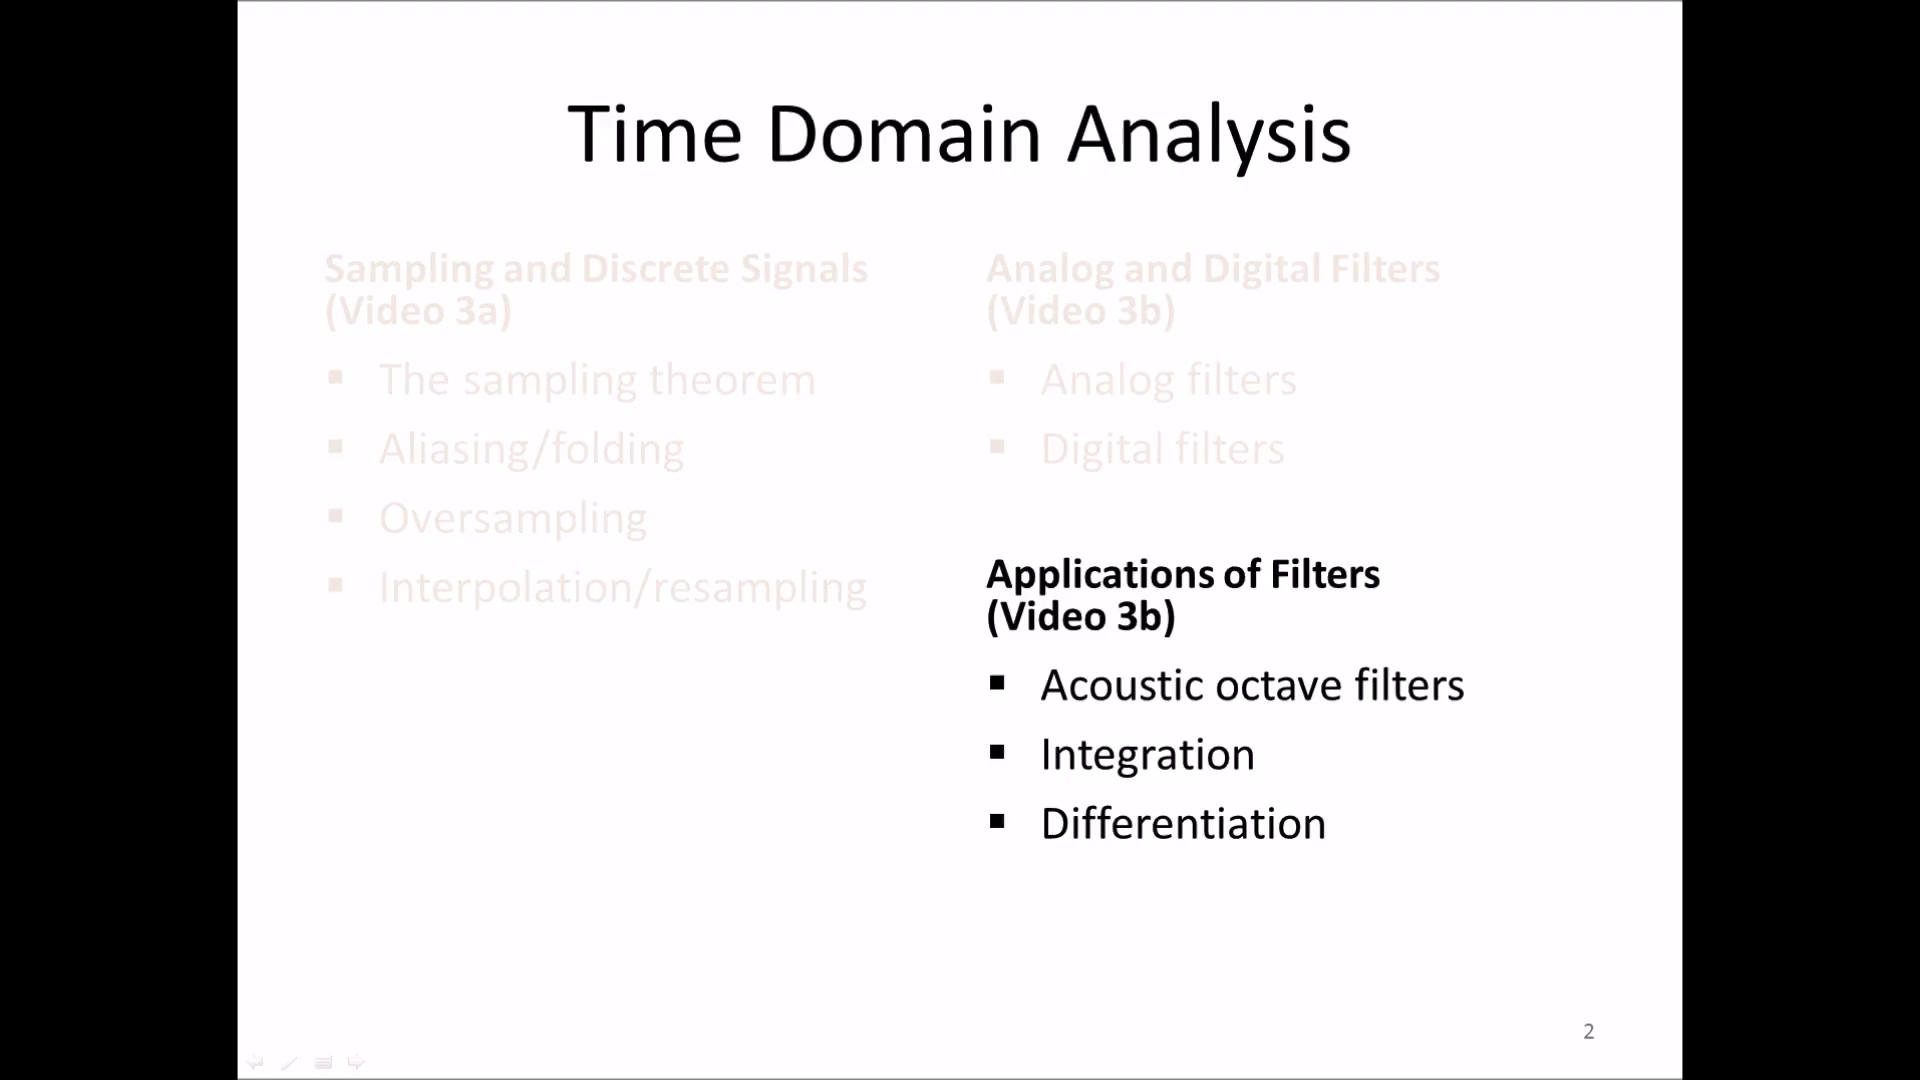 Time Domain Analysis
Sampling and Discrete Signals
(Video 3a)
▪ The sampling theorem
▪ Aliasing/folding
▪ Oversampling
▪ Interpolation/resampling
Analog and Digital Filters
(Video 3b)
▪ Analog filters
▪ Digital filters
Applications of Filters
(Video 3b)
▪ Acoustic octave filters
▪ Integration
▪ Differentiation
2